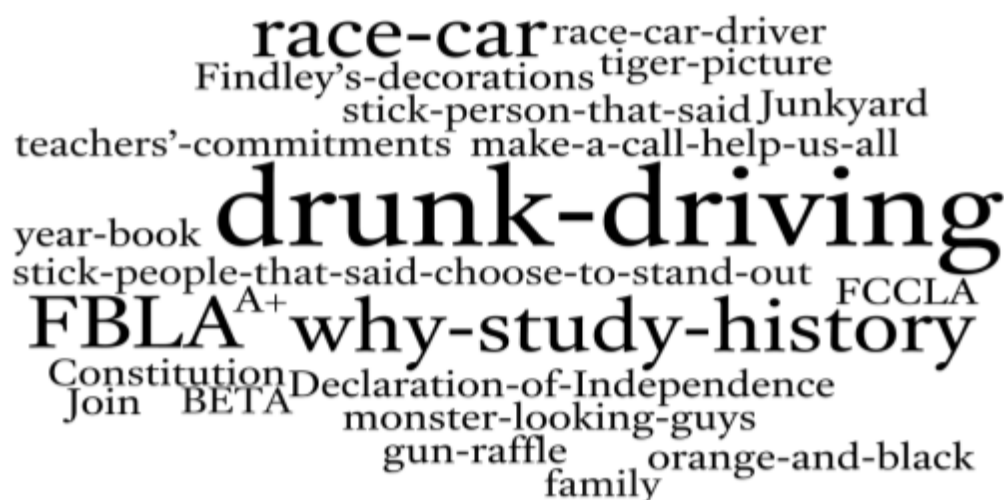 race-car race-car-driver
Findley's-decorations tiger-picture
stick-person-that-said Junkyard
teachers'-commitments make-a-call-help-us-all
year-book drunk-driving
stick-people-that-said-choose-to-stand-out
FCCLA
FBLA A+ why-study-history
Constitution Declaration-of-Independence
Join BETA
monster-looking-guys
gun-raffle orange-and-black
family